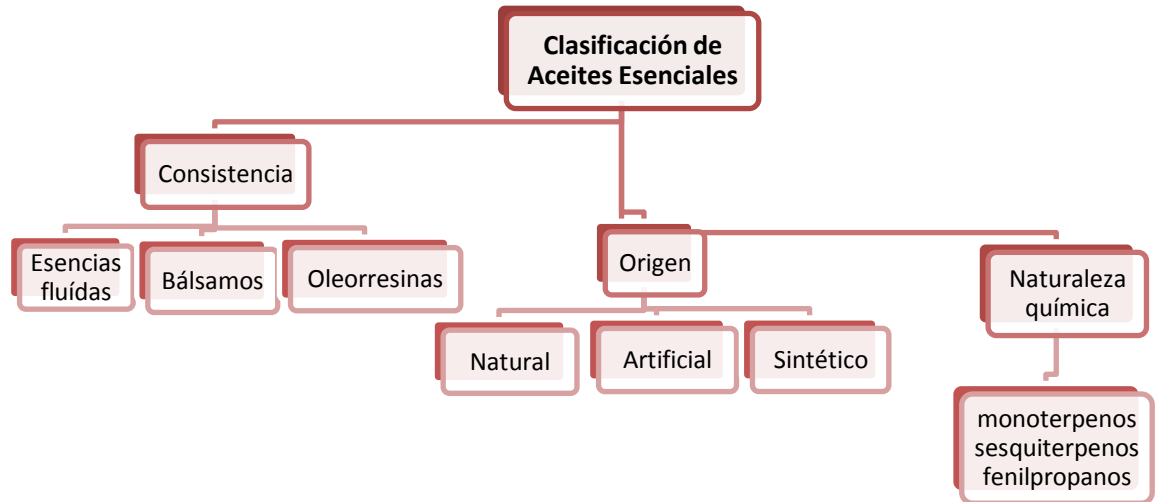 Clasificación de
Aceites Esenciales
Consistencia
Esencias
fluídas
Bálsamos
Oleorresinas
Origen
Natural
Artificial
Sintético
Naturaleza
química
monoterpenos
sesquiterpenos
fenilpropanos